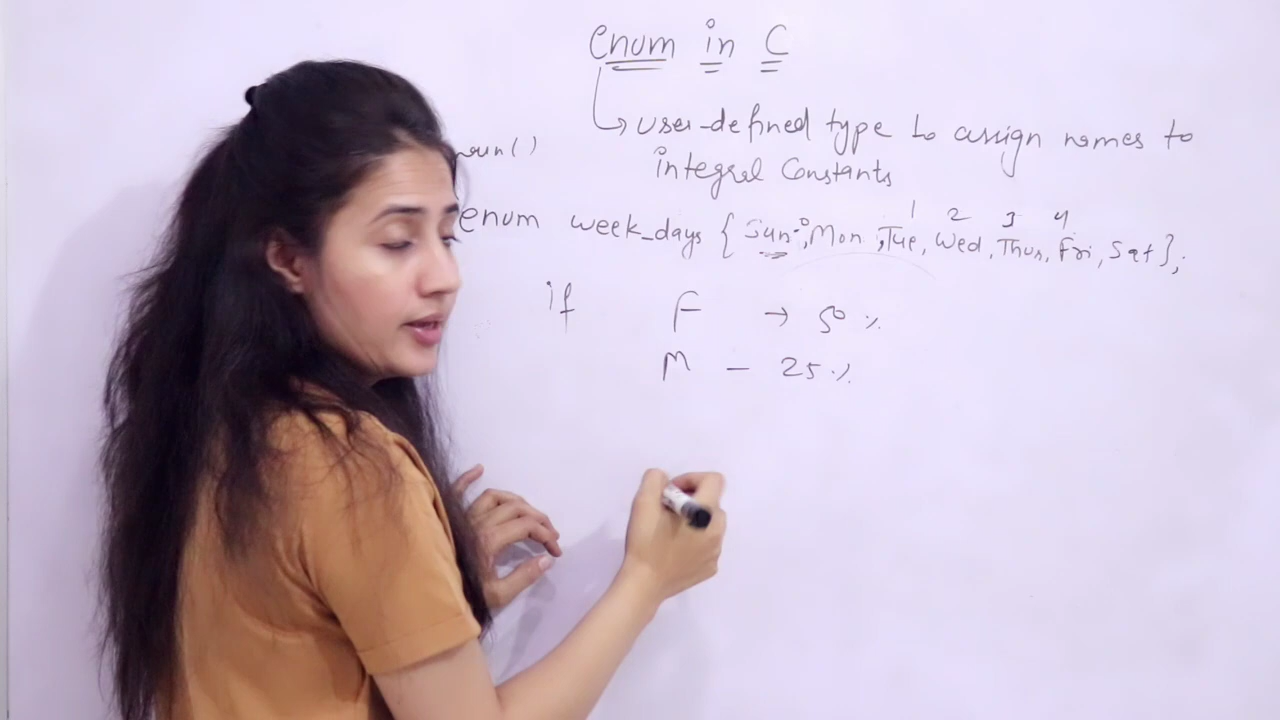 enum in C
user-defined type to assign names to
integral Constants
1 2 3 4
enum week_days { Sun=0, Mon, Tue, Wed, Thus, Fri, Sat };
if F → 50 %
M – 25 %